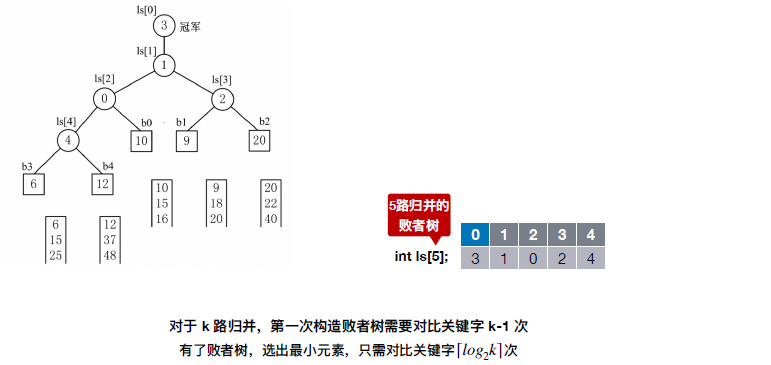 ls[0]
3 冠军
ls[1]
1
ls[2]
ls[3]
0
2
ls[4]
b0
b1
b2
4
10
9
20
b3
b4
6
12
10
15
16
9
18
20
20
22
40
6
15
25
12
37
48
5路归并的
败者树
0 1 2 3 4
int ls[5]; 3 1 0 2 4
对于 k 路归并，第一次构造败者树需要对比关键字 k-1 次
有了败者树，选出最小元素，只需对比关键字⌈log₂k⌉次